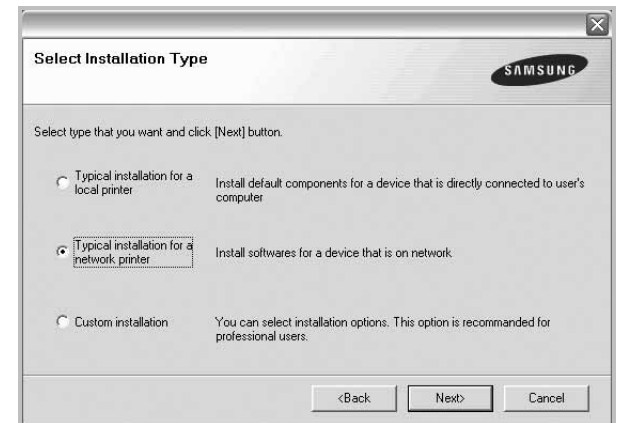 Select Installation Type
SAMSUNG
Select type that you want and click [Next] button.
Typical installation for a
local printer
Install default components for a device that is directly connected to user's
computer
Typical installation for a
network printer
Install softwares for a device that is on network
Custom installation
You can select installation options. This option is recommanded for
professional users.
<Back
Next>
Cancel